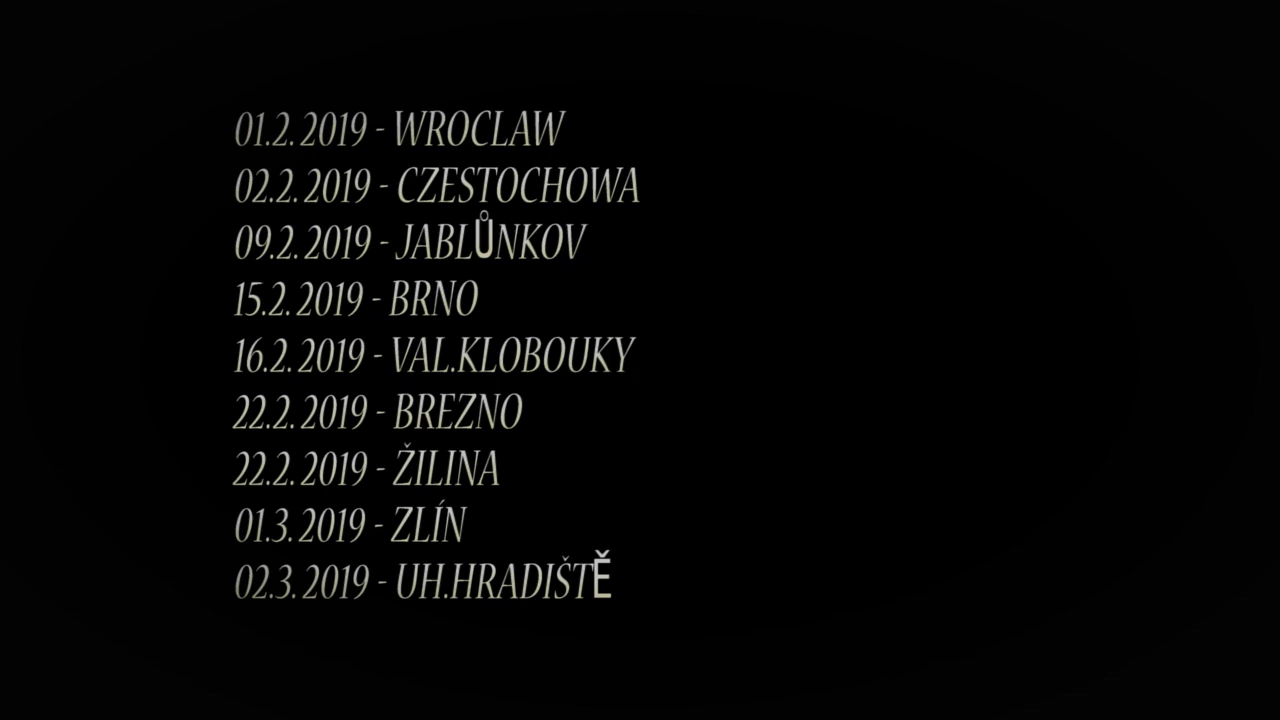 01.2. 2019 - WROCLAW
02.2. 2019 - CZESTOCHOWA
09.2. 2019 - JABLŮNKOV
15.2. 2019 - BRNO
16.2. 2019 - VAL.KLOBOUKY
22.2. 2019 - BREZNO
22.2. 2019 - ŽILINA
01.3. 2019 - ZLÍN
02.3. 2019 - UH.HRADIŠTĚ